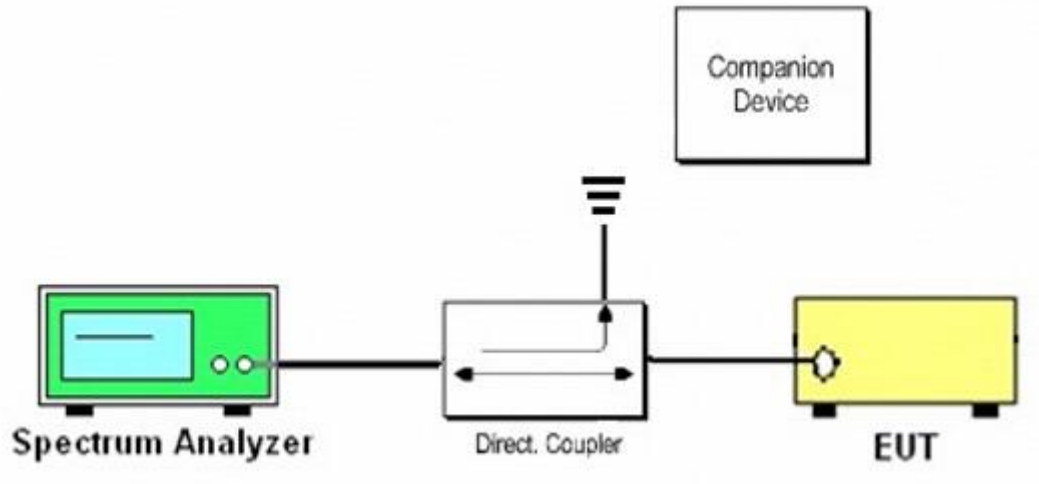 Companion
Device
Spectrum Analyzer
Direct. Coupler
EUT